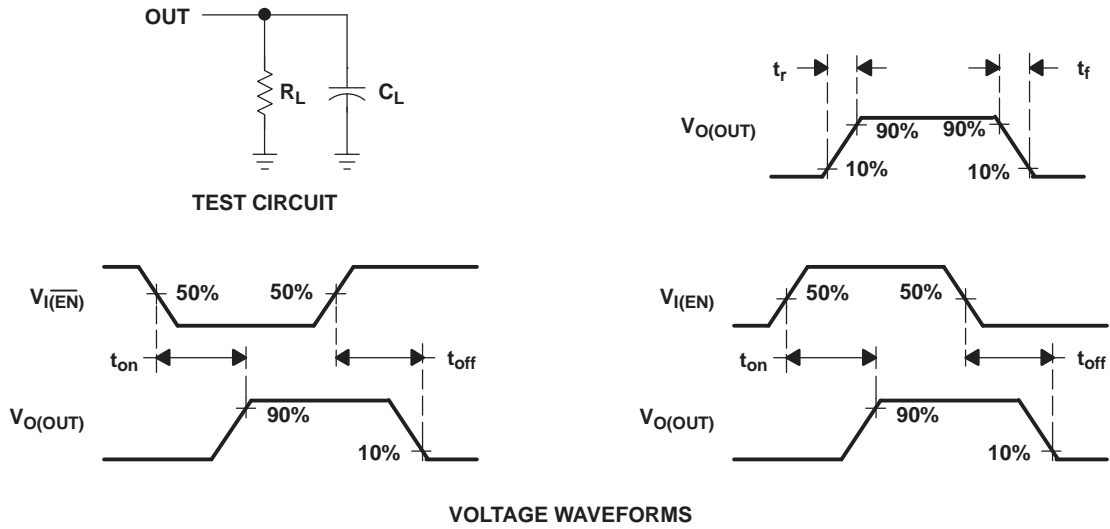 OUT
RL
CL
TEST CIRCUIT
tr
tf
VO(OUT)
90%
90%
10%
10%
VI(E̅N̅)
50%
50%
ton
toff
VO(OUT)
90%
10%
VI(EN)
50%
50%
ton
toff
VO(OUT)
90%
10%
VOLTAGE WAVEFORMS